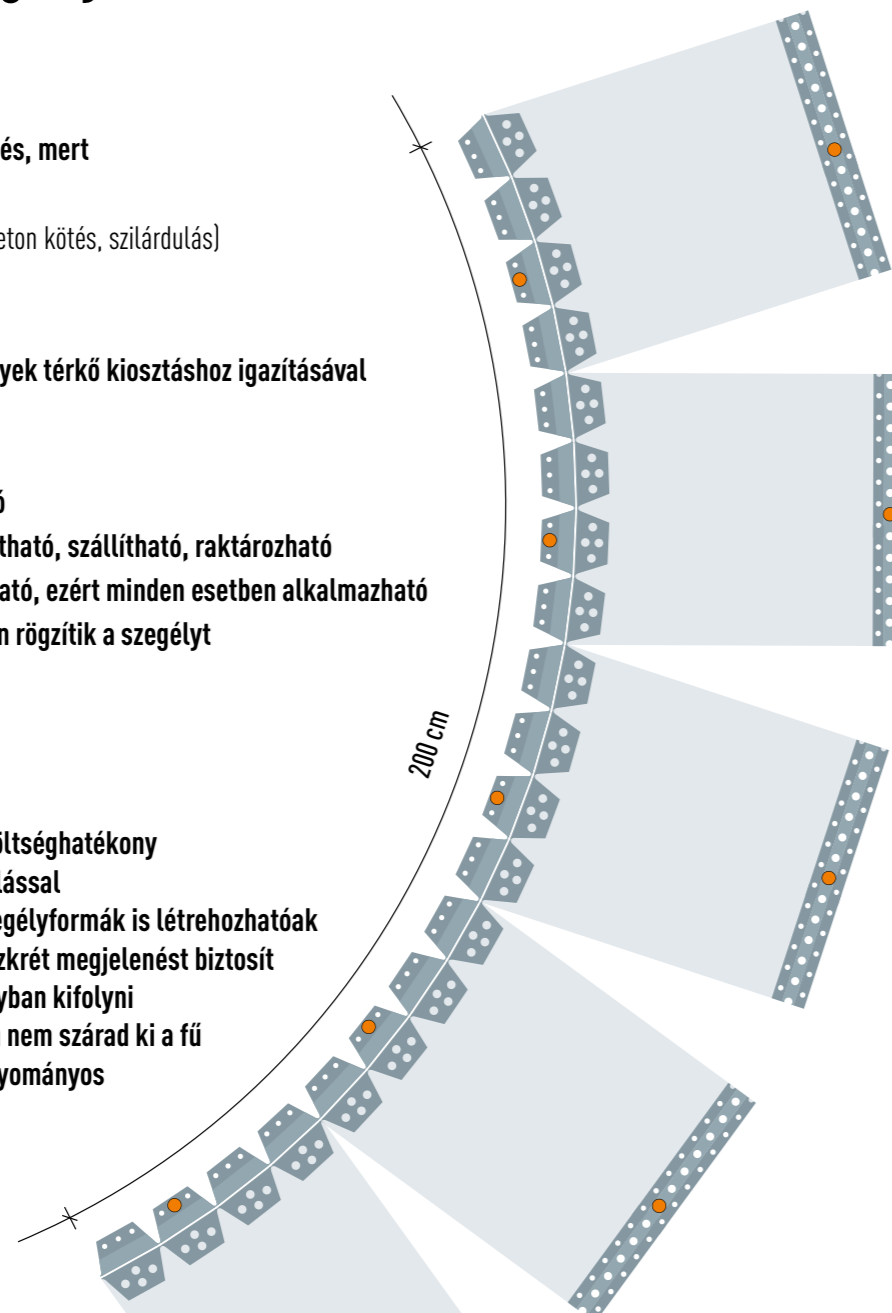 és, mert
eton kötés, szilárdulás)
yek térkő kiosztáshoz igazításával
ó
tható, szállítható, raktározható
ató, ezért minden esetben alkalmazható
n rögzítik a szegélyt
200 cm
öltséghatékony
lással
egélyformák is létrehozhatóak
zkrét megjelenést biztosít
yban kifolyni
nem szárad ki a fű
yományos